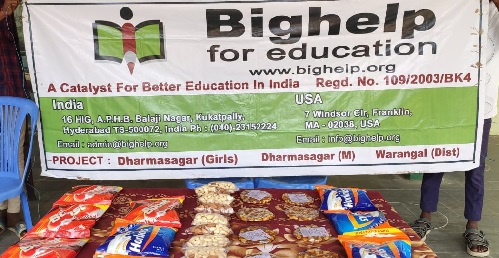 Bighelp
for education
www.bighelp.org
A Catalyst For Better Education In India Regd. No. 109/2003/BK4
India
16 HIG, A.P.H.B. Balaji Nagar, Kukatpally,
Hyderabad TS-500072, India Ph : (040)-23152224
Email : admin@bighelp.org
USA
7 Windsor Cir, Franklin,
MA - 02038, USA
Email : info@bighelp.org
PROJECT : Dharmasagar (Girls) Dharmasagar (M) Warangal (Dist)
Horlicks